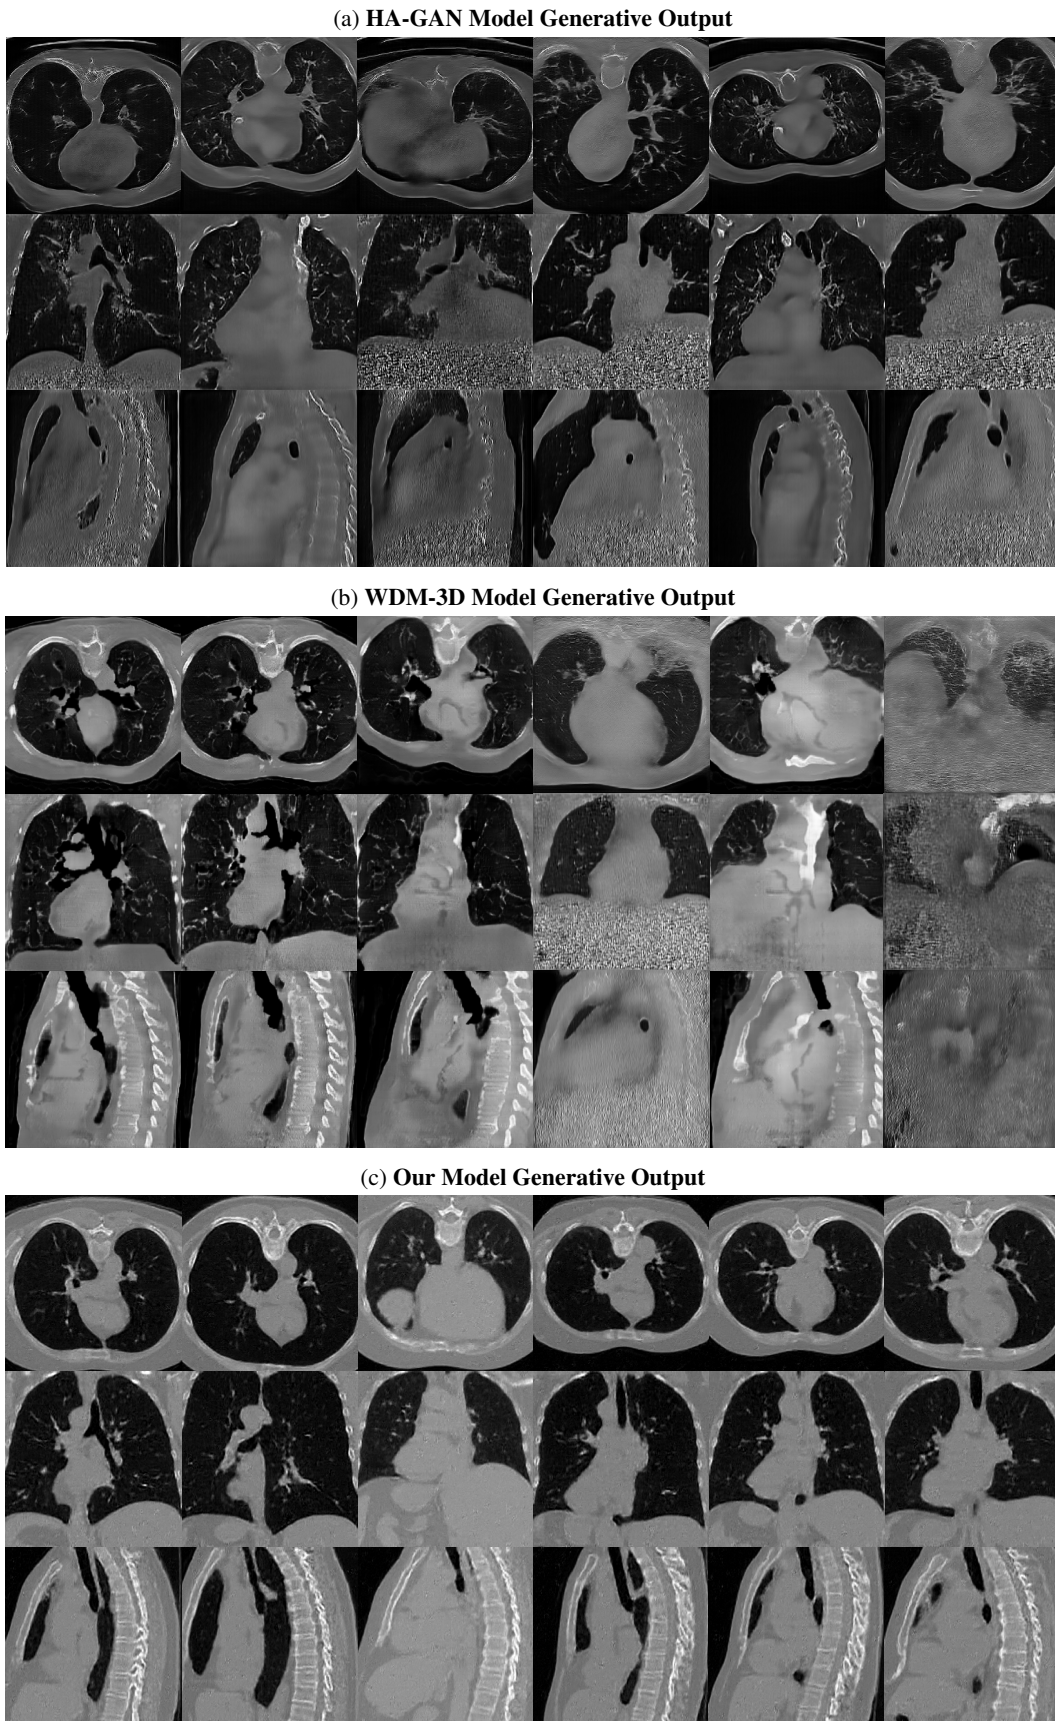 (a) HA-GAN Model Generative Output
(b) WDM-3D Model Generative Output
(c) Our Model Generative Output